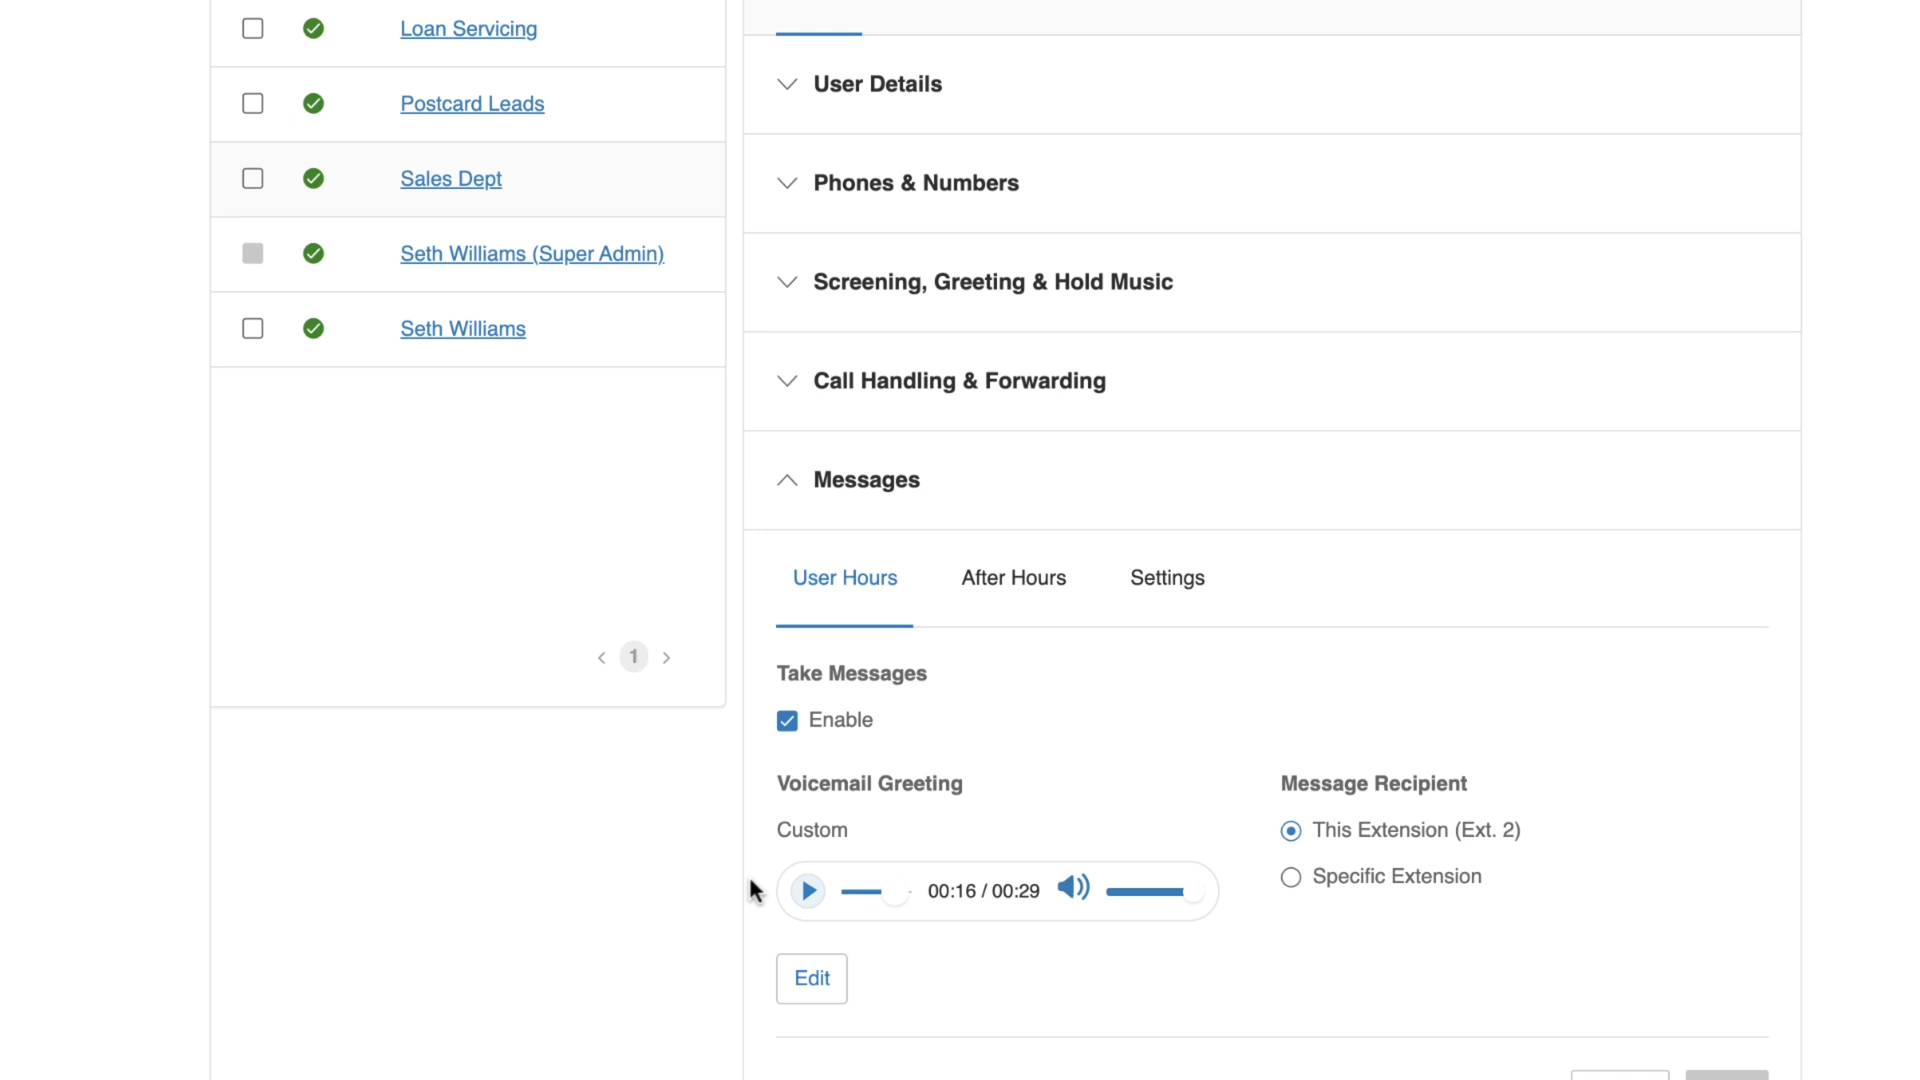 Loan Servicing
Postcard Leads
Sales Dept
Seth Williams (Super Admin)
Seth Williams
1
User Details
Phones & Numbers
Screening, Greeting & Hold Music
Call Handling & Forwarding
Messages
User Hours After Hours Settings
Take Messages
Enable
Voicemail Greeting
Custom
00:16 / 00:29
Edit
Message Recipient
This Extension (Ext. 2)
Specific Extension